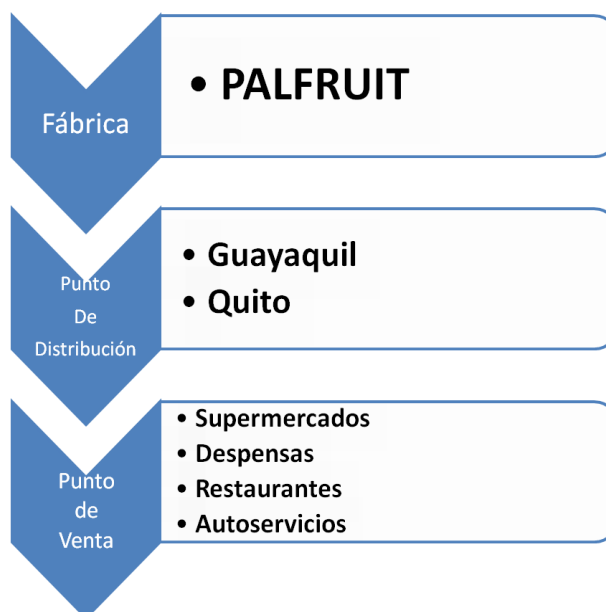 Fábrica
• PALFRUIT
Punto
De
Distribución
• Guayaquil
• Quito
Punto
de
Venta
• Supermercados
• Despensas
• Restaurantes
• Autoservicios